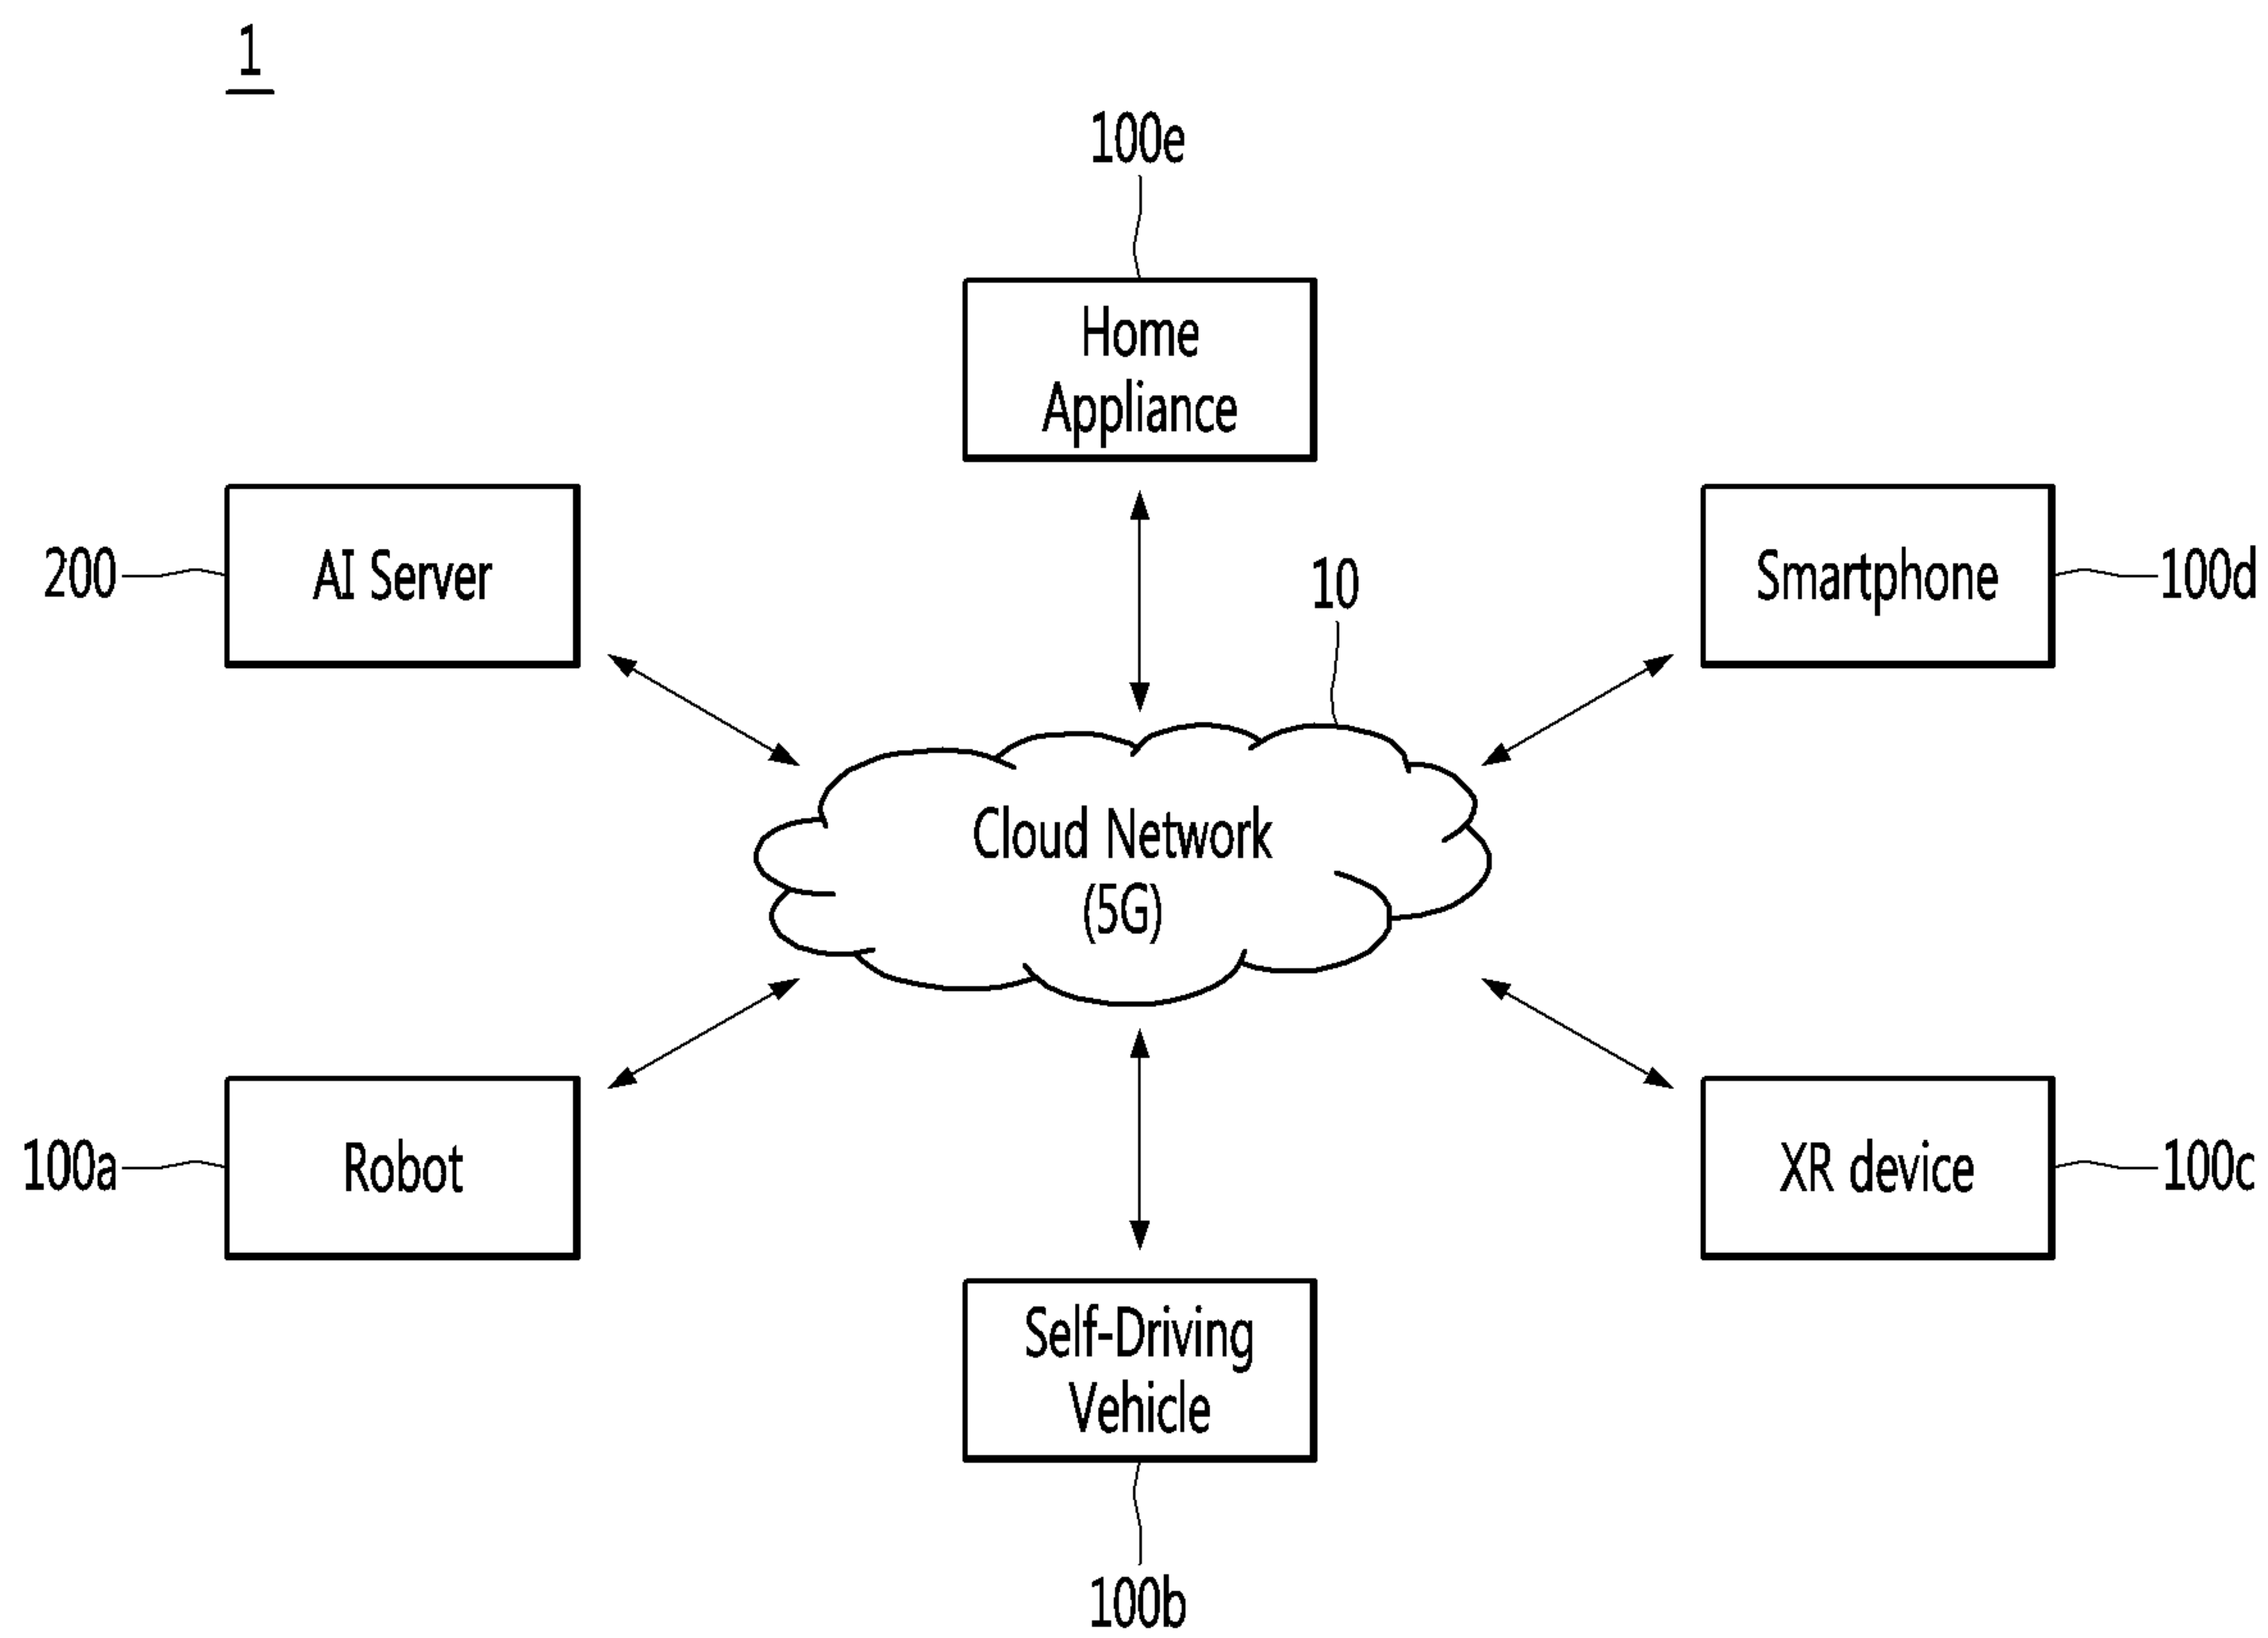 1
100e
Home
Appliance
200
AI Server
10
Smartphone
100d
Cloud Network
(5G)
100a
Robot
XR device
100c
Self-Driving
Vehicle
100b